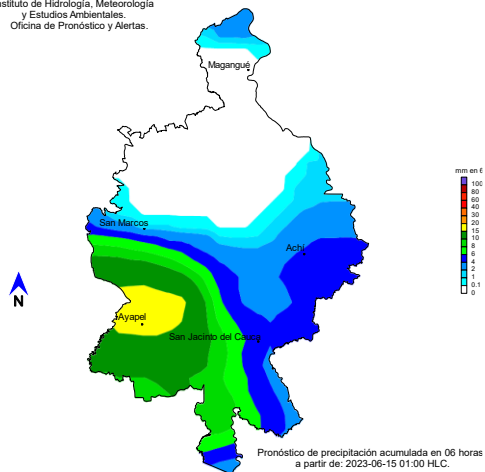 nstituto de Hidrología, Meteorología
y Estudios Ambientales.
Oficina de Pronóstico y Alertas.
Magangué
San Marcos
Achí
Ayapel
San Jacinto del Cauca
N
mm en 6
100
80
60
40
30
20
15
10
6
4
2
1
0.1
0
Pronóstico de precipitación acumulada en 06 horas
a partir de: 2023-06-15 01:00 HLC.